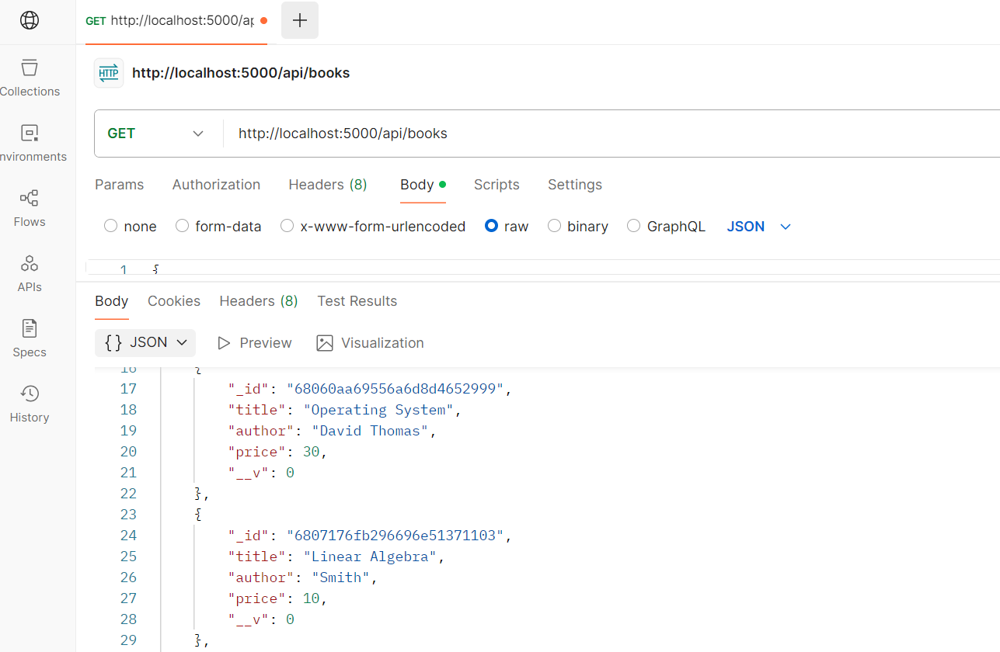 GET http://localhost:5000/ap
Collections
http://localhost:5000/api/books
nvironments
GET http://localhost:5000/api/books
Params Authorization Headers (8) Body Scripts Settings
Flows
none form-data x-www-form-urlencoded raw binary GraphQL JSON
1 {
APIs
Body Cookies Headers (8) Test Results
{} JSON Preview Visualization
Specs
16 {
17 "_id": "68060aa69556a6d8d4652999",
18 "title": "Operating System",
History
19 "author": "David Thomas",
20 "price": 30,
21 "__v": 0
22 },
23 {
24 "_id": "6807176fb296696e51371103",
25 "title": "Linear Algebra",
26 "author": "Smith",
27 "price": 10,
28 "__v": 0
29 },